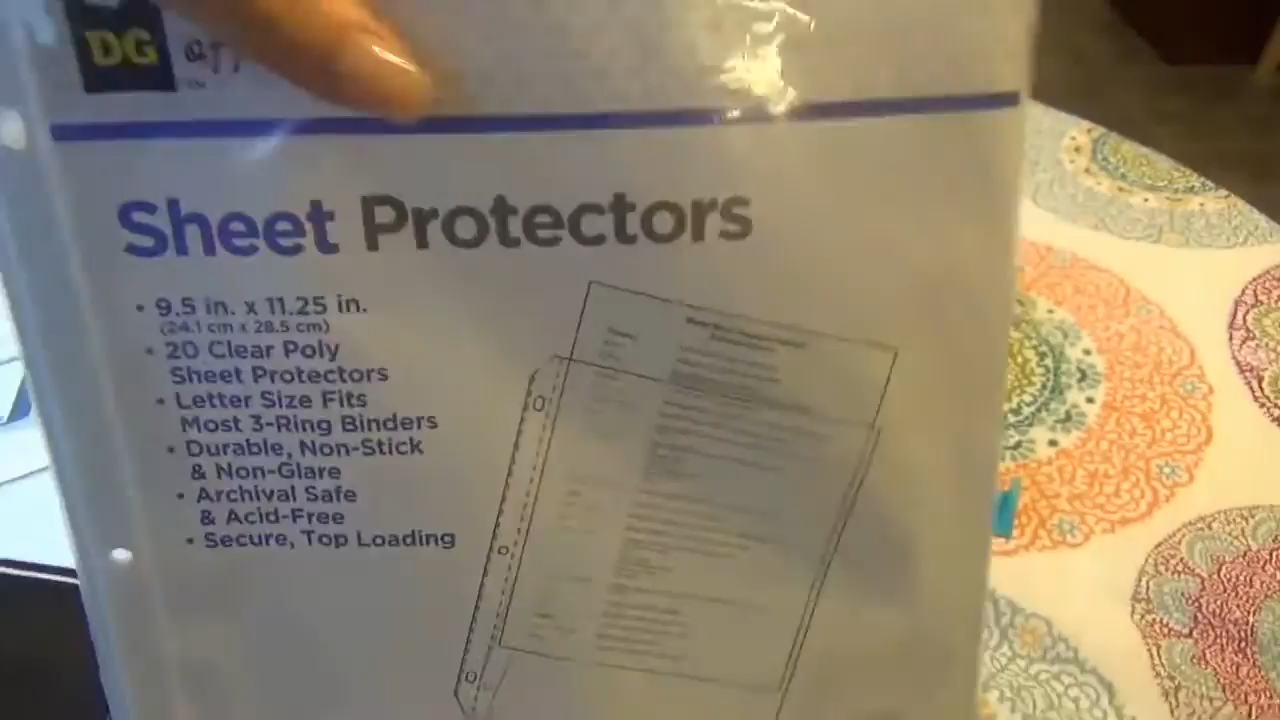 DG
Sheet Protectors
• 9.5 in. x 11.25 in.
(24.1 cm x 28.5 cm)
• 20 Clear Poly
Sheet Protectors
• Letter Size Fits
Most 3-Ring Binders
• Durable, Non-Stick
& Non-Glare
• Archival Safe
& Acid-Free
• Secure, Top Loading